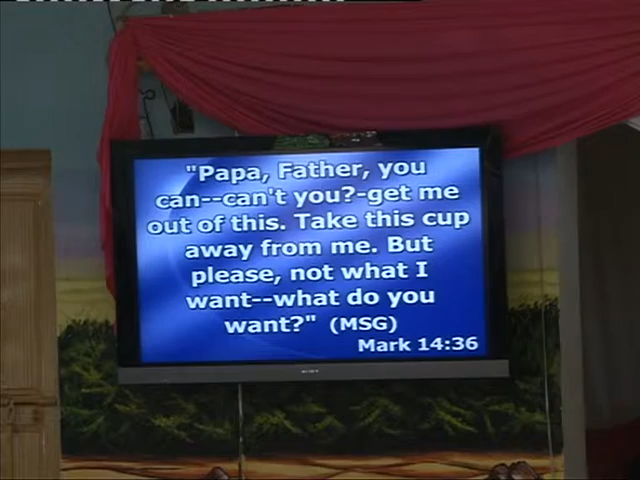 "Papa, Father, you
can--can't you?-get me
out of this. Take this cup
away from me. But
please, not what I
want--what do you
want?" (MSG)
Mark 14:36
SONY